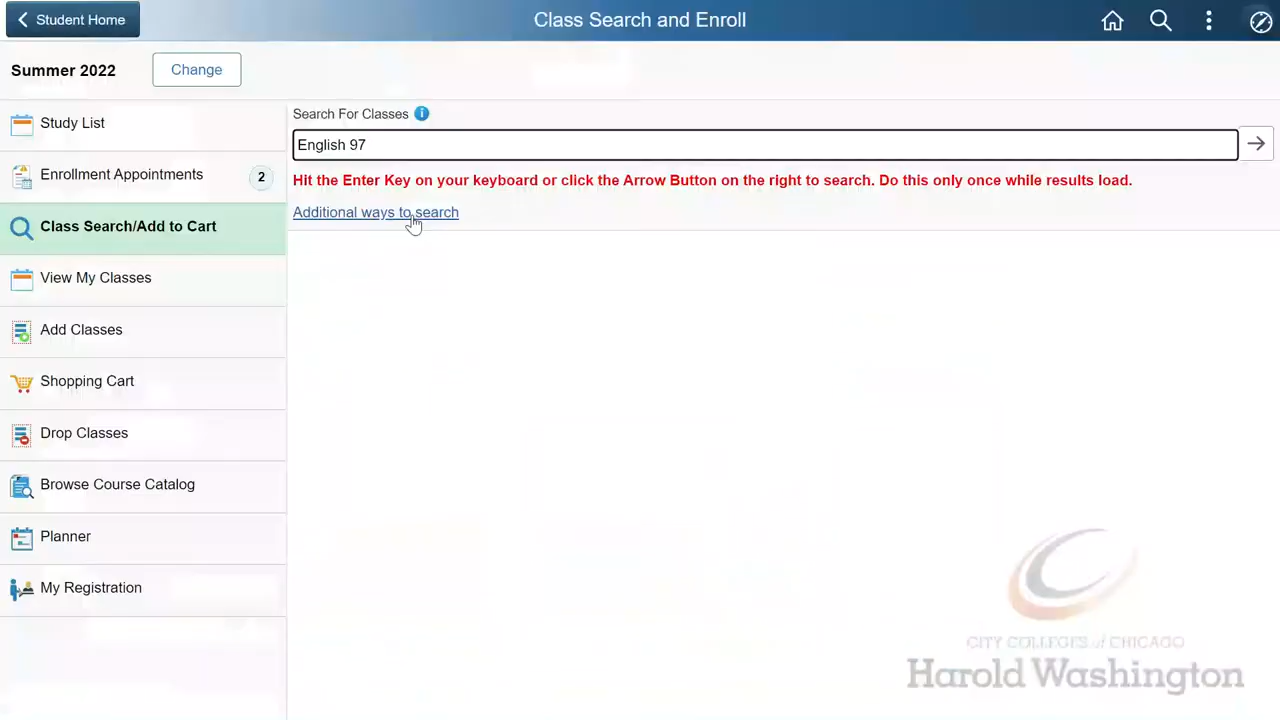 Student Home
Class Search and Enroll
Summer 2022
Change
Study List
Enrollment Appointments
2
Class Search/Add to Cart
View My Classes
Add Classes
Shopping Cart
Drop Classes
Browse Course Catalog
Planner
My Registration
Search For Classes
English 97
Hit the Enter Key on your keyboard or click the Arrow Button on the right to search. Do this only once while results load.
Additional ways to search
CITY COLLEGES of CHICAGO
Harold Washington